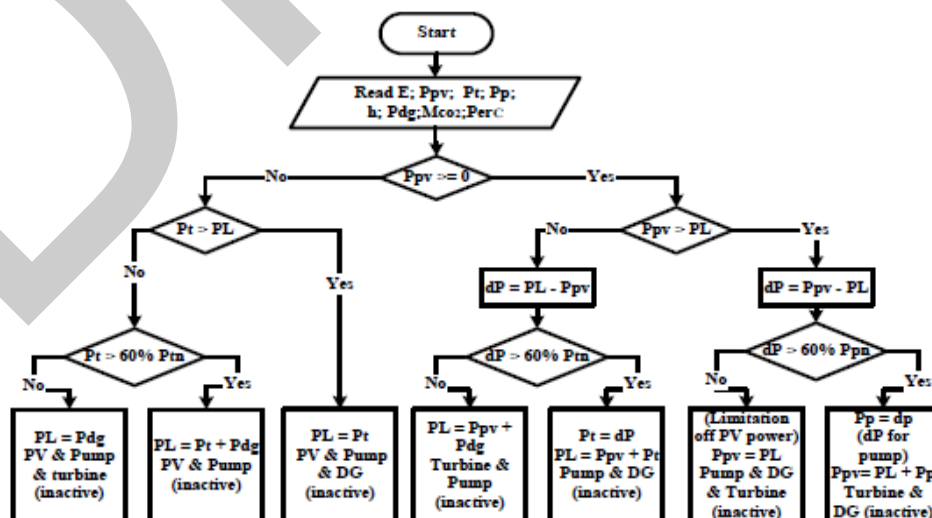 Start
Read E; Ppv; Pt; Pp;
h; Pdg;Mco2;PerC
Ppv >= 0
No
Yes
Pt > PL
Ppv > PL
No
Yes
No
Yes
dP = PL - Ppv
dP = Ppv - PL
Pt > 60% Ptn
dP > 60% Ptn
dP > 60% Ppn
No
Yes
No
Yes
No
Yes
PL = Pdg
PV & Pump
& turbine
(inactive)
PL = Pt + Pdg
PV & Pump
(inactive)
PL = Pt
PV & Pump
& DG
(inactive)
PL = Ppv +
Pdg
Turbine &
Pump
(inactive)
Pt = dP
PL = Ppv + Pt
Pump & DG
(inactive)
(Limitation
off PV power)
Ppv = PL
Pump & DG
& Turbine
(inactive)
Pp = dp
(dP for
pump)
Ppv= PL + Pp
Turbine &
DG (inactive)